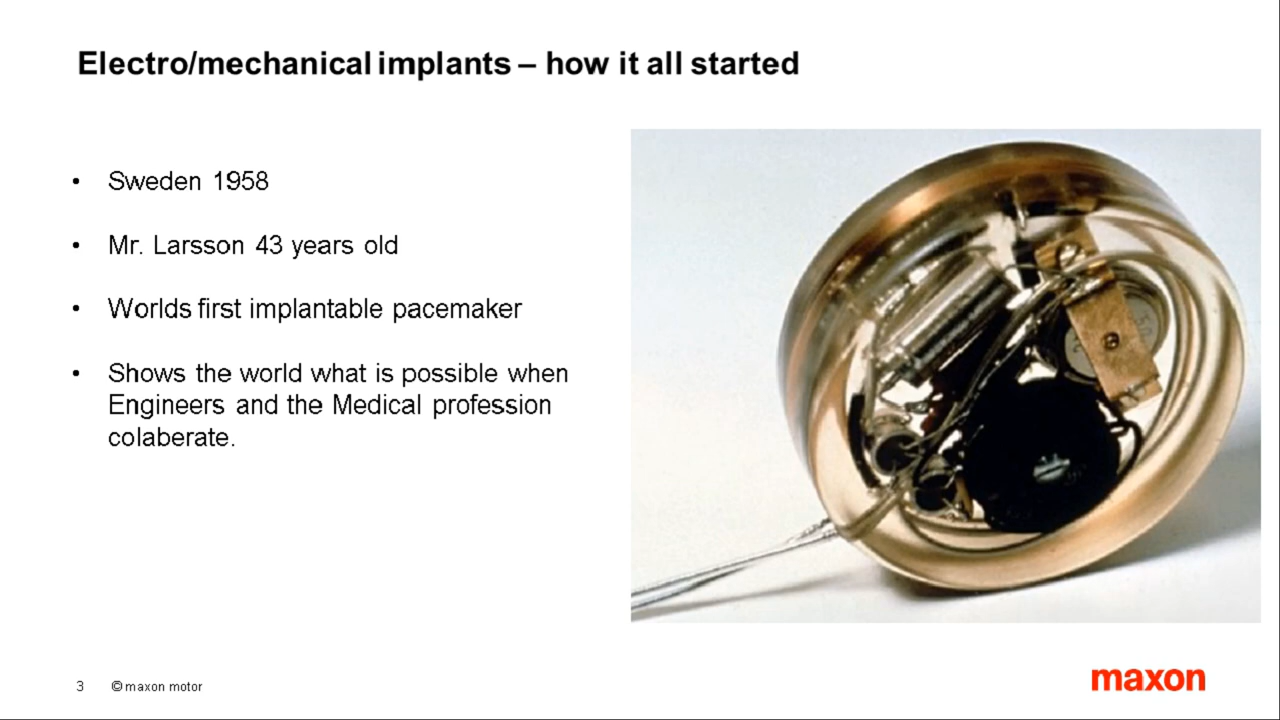 Electro/mechanical implants – how it all started
• Sweden 1958
• Mr. Larsson 43 years old
• Worlds first implantable pacemaker
• Shows the world what is possible when
Engineers and the Medical profession
colaberate.
3 © maxon motor
maxon